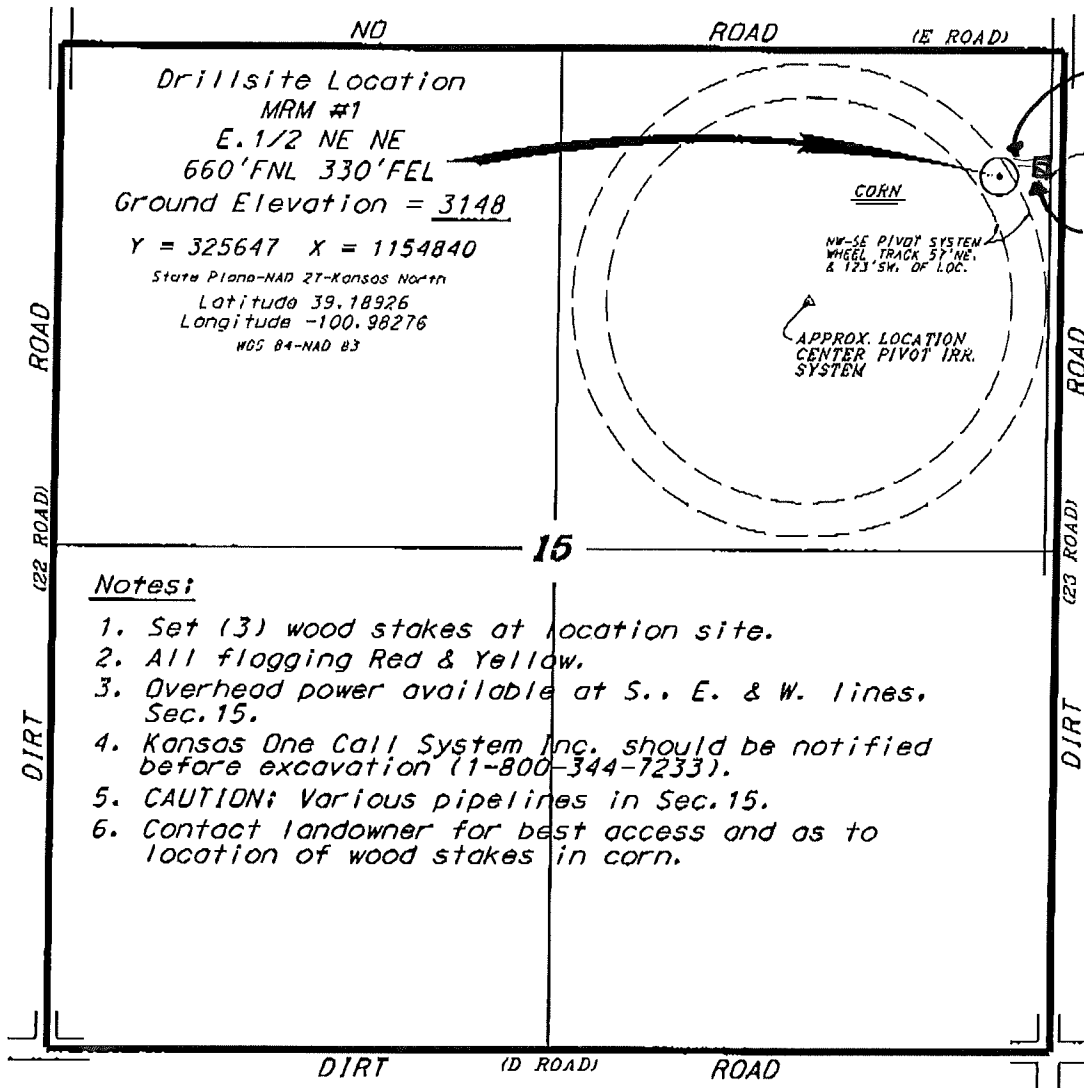 NO ROAD (E ROAD)
Drillsite Location
MRM #1
E. 1/2 NE NE
660'FNL 330'FEL
Ground Elevation = 3148
Y = 325647 X = 1154840
State Plane-NAD 27-Kansas North
Latitude 39.18926
Longitude -100.98276
WGS 84-NAD 83
CORN
NW-SE PIVOT SYSTEM
WHEEL TRACK 57'NE.
& 123'SW. OF LOC.
APPROX. LOCATION
CENTER PIVOT IRR.
SYSTEM
DIRT (22 ROAD) ROAD
DIRT (23 ROAD) ROAD
15
Notes:
1. Set (3) wood stakes at location site.
2. All flagging Red & Yellow.
3. Overhead power available at S., E. & W. lines,
Sec.15.
4. Kansas One Call System Inc. should be notified
before excavation (1-800-344-7233).
5. CAUTION: Various pipelines in Sec.15.
6. Contact landowner for best access and as to
location of wood stakes in corn.
DIRT (D ROAD) ROAD